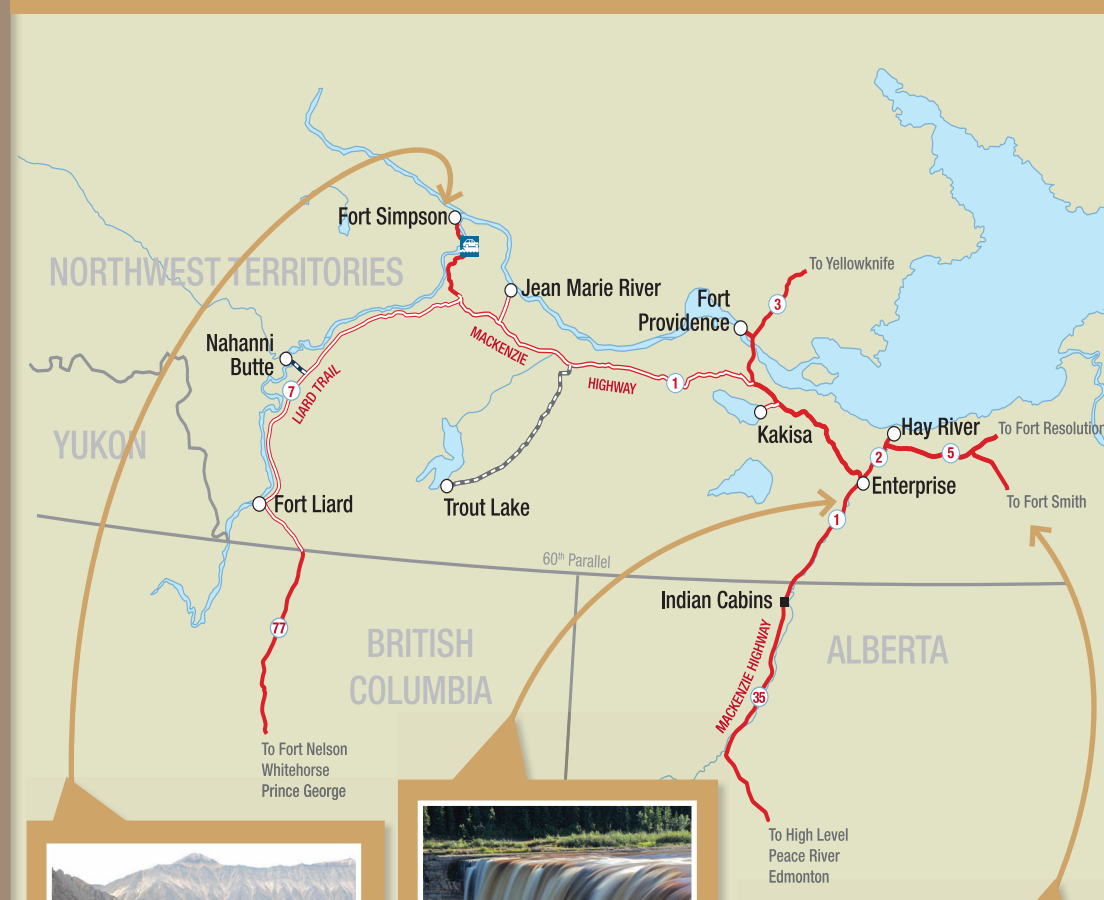 Fort Simpson
NORTHWEST TERRITORIES
To Yellowknife
Jean Marie River
Fort
Providence
3
MACKENZIE
Nahanni
Butte
7
LIARD TRAIL
HIGHWAY
1
Kakisa
Hay River
To Fort Resolution
2
5
YUKON
Enterprise
To Fort Smith
Fort Liard
Trout Lake
1
60th Parallel
Indian Cabins
77
BRITISH
COLUMBIA
ALBERTA
MACKENZIE HIGHWAY
35
To Fort Nelson
Whitehorse
Prince George
To High Level
Peace River
Edmonton